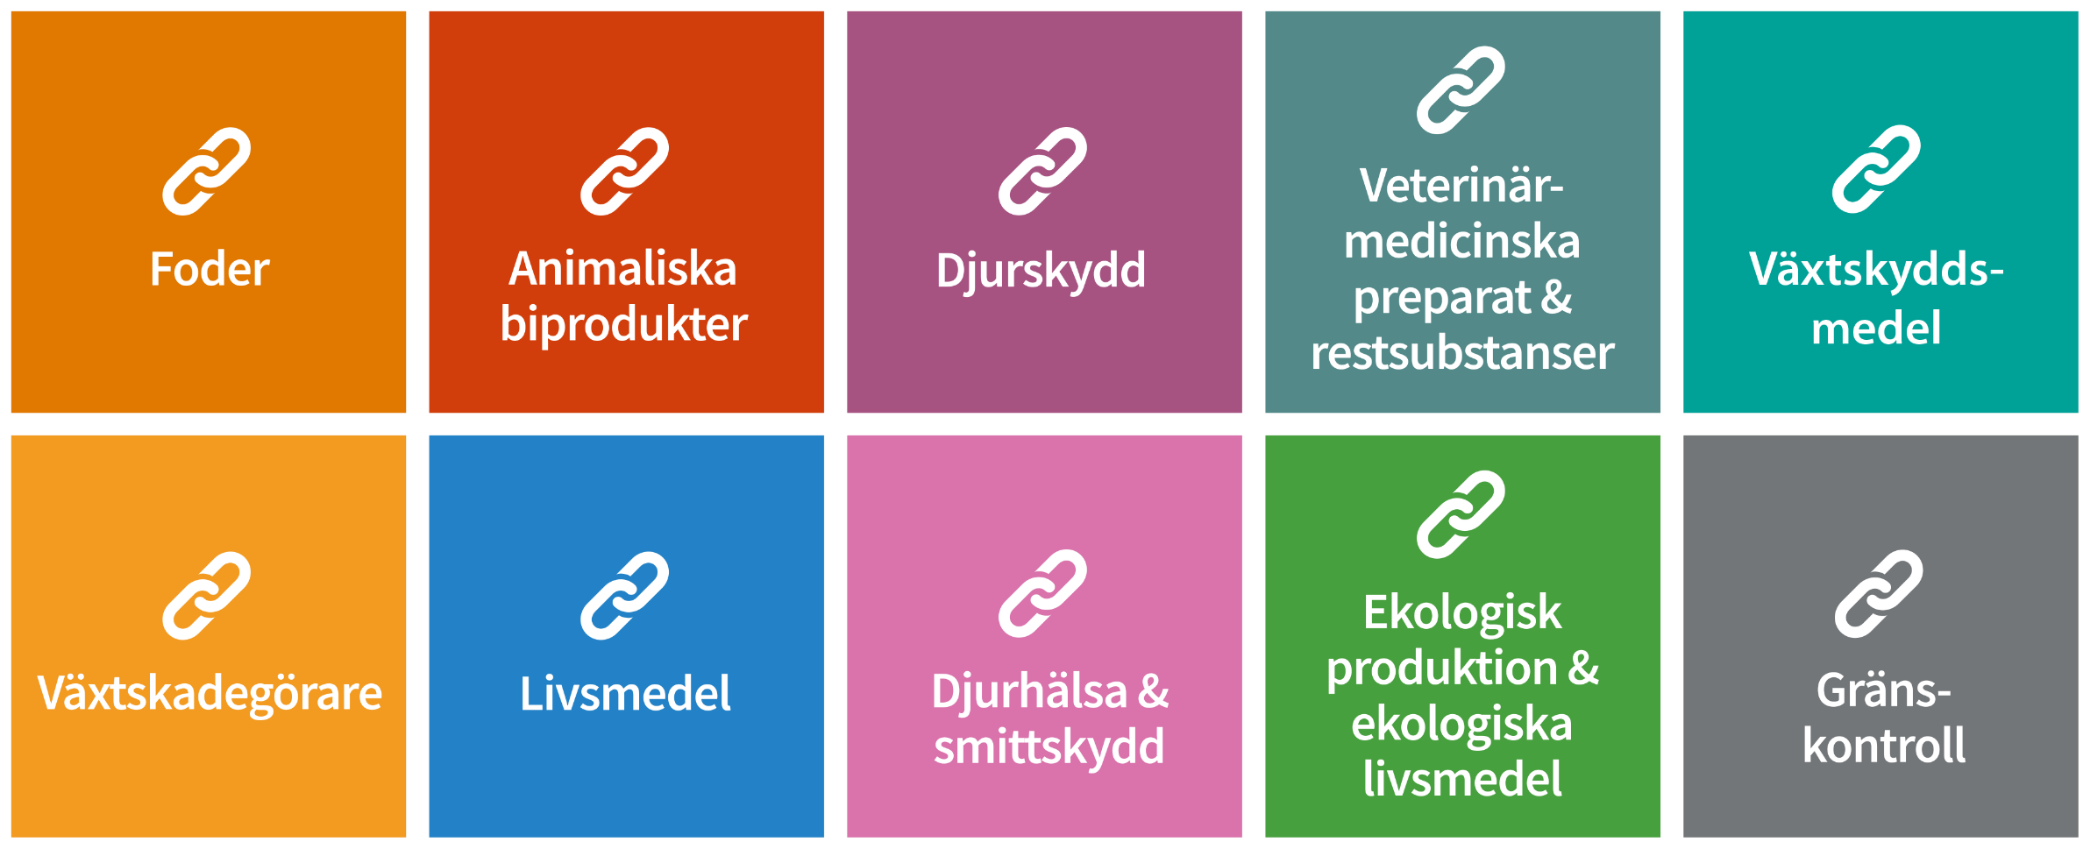 Foder
Animaliska
biprodukter
Djurskydd
Veterinär-
medicinska
preparat &
restsubstanser
Växtskydds-
medel
Växtskadegörare
Livsmedel
Djurhälsa &
smittskydd
Ekologisk
produktion &
ekologiska
livsmedel
Gräns-
kontroll